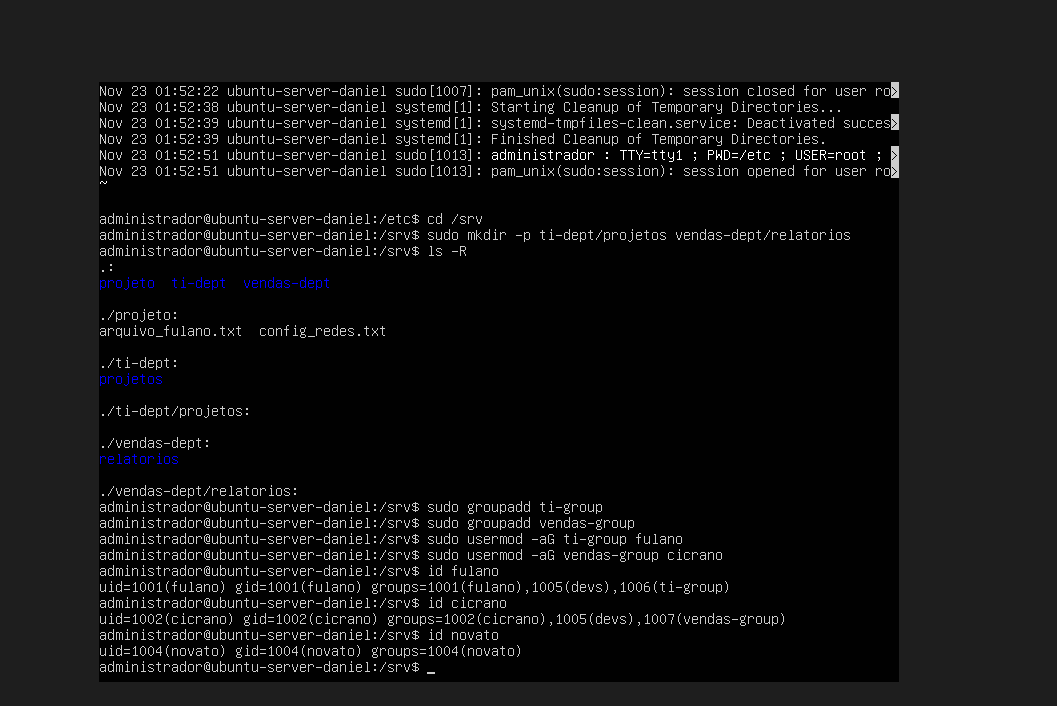 Nov 23 01:52:22 ubuntu-server-daniel sudo[1007]: pam_unix(sudo:session): session closed for user ro>
Nov 23 01:52:38 ubuntu-server-daniel systemd[1]: Starting Cleanup of Temporary Directories...
Nov 23 01:52:39 ubuntu-server-daniel systemd[1]: systemd-tmpfiles-clean.service: Deactivated succes>
Nov 23 01:52:39 ubuntu-server-daniel systemd[1]: Finished Cleanup of Temporary Directories.
Nov 23 01:52:51 ubuntu-server-daniel sudo[1013]: administrador : TTY=tty1 ; PWD=/etc ; USER=root ; >
Nov 23 01:52:51 ubuntu-server-daniel sudo[1013]: pam_unix(sudo:session): session opened for user ro>
~
administrador@ubuntu-server-daniel:/etc$ cd /srv
administrador@ubuntu-server-daniel:/srv$ sudo mkdir -p ti-dept/projetos vendas-dept/relatorios
administrador@ubuntu-server-daniel:/srv$ ls -R
.:
projeto  ti-dept  vendas-dept
./projeto:
arquivo_fulano.txt  config_redes.txt
./ti-dept:
projetos
./ti-dept/projetos:
./vendas-dept:
relatorios
./vendas-dept/relatorios:
administrador@ubuntu-server-daniel:/srv$ sudo groupadd ti-group
administrador@ubuntu-server-daniel:/srv$ sudo groupadd vendas-group
administrador@ubuntu-server-daniel:/srv$ sudo usermod -aG ti-group fulano
administrador@ubuntu-server-daniel:/srv$ sudo usermod -aG vendas-group cicrano
administrador@ubuntu-server-daniel:/srv$ id fulano
uid=1001(fulano) gid=1001(fulano) groups=1001(fulano),1005(devs),1006(ti-group)
administrador@ubuntu-server-daniel:/srv$ id cicrano
uid=1002(cicrano) gid=1002(cicrano) groups=1002(cicrano),1005(devs),1007(vendas-group)
administrador@ubuntu-server-daniel:/srv$ id novato
uid=1004(novato) gid=1004(novato) groups=1004(novato)
administrador@ubuntu-server-daniel:/srv$ _